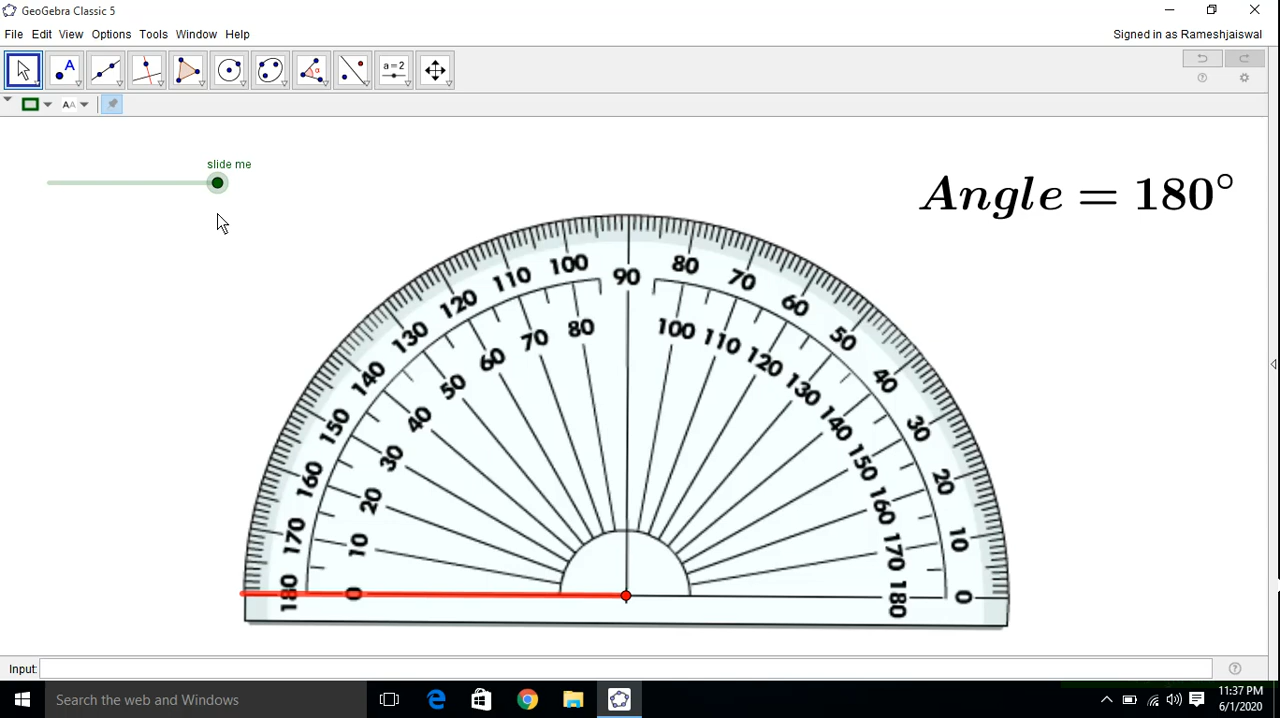 GeoGebra Classic 5
File Edit View Options Tools Window Help
Signed in as Rameshjaiswal
A
α
a = 2
AA
slide me
Angle = 180°
90
100 80
110 70
120 60
130 50
140 40
150 30
160 20
170 10
180 0
80 100
70 110
60 120
50 130
40 140
30 150
20 160
10 170
0 180
Input:
Search the web and Windows
11:37 PM
6/1/2020